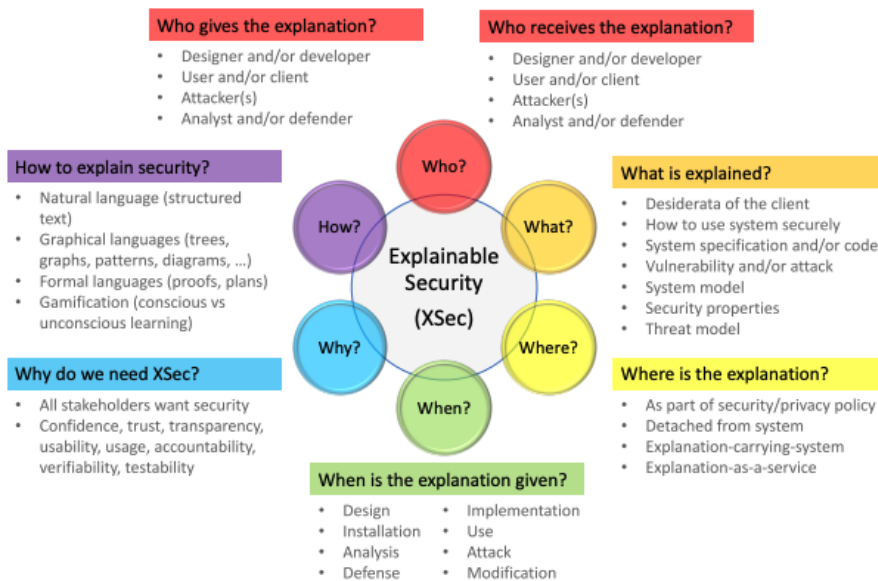 Who gives the explanation?
• Designer and/or developer
• User and/or client
• Attacker(s)
• Analyst and/or defender
Who receives the explanation?
• Designer and/or developer
• User and/or client
• Attacker(s)
• Analyst and/or defender
How to explain security?
• Natural language (structured
text)
• Graphical languages (trees,
graphs, patterns, diagrams, ...)
• Formal languages (proofs, plans)
• Gamification (conscious vs
unconscious learning)
Who?
How?
What?
Explainable
Security
(XSec)
Why?
Where?
When?
What is explained?
• Desiderata of the client
• How to use system securely
• System specification and/or code
• Vulnerability and/or attack
• System model
• Security properties
• Threat model
Why do we need XSec?
• All stakeholders want security
• Confidence, trust, transparency,
usability, usage, accountability,
verifiability, testability
Where is the explanation?
• As part of security/privacy policy
• Detached from system
• Explanation-carrying-system
• Explanation-as-a-service
When is the explanation given?
• Design
• Installation
• Analysis
• Defense
• Implementation
• Use
• Attack
• Modification